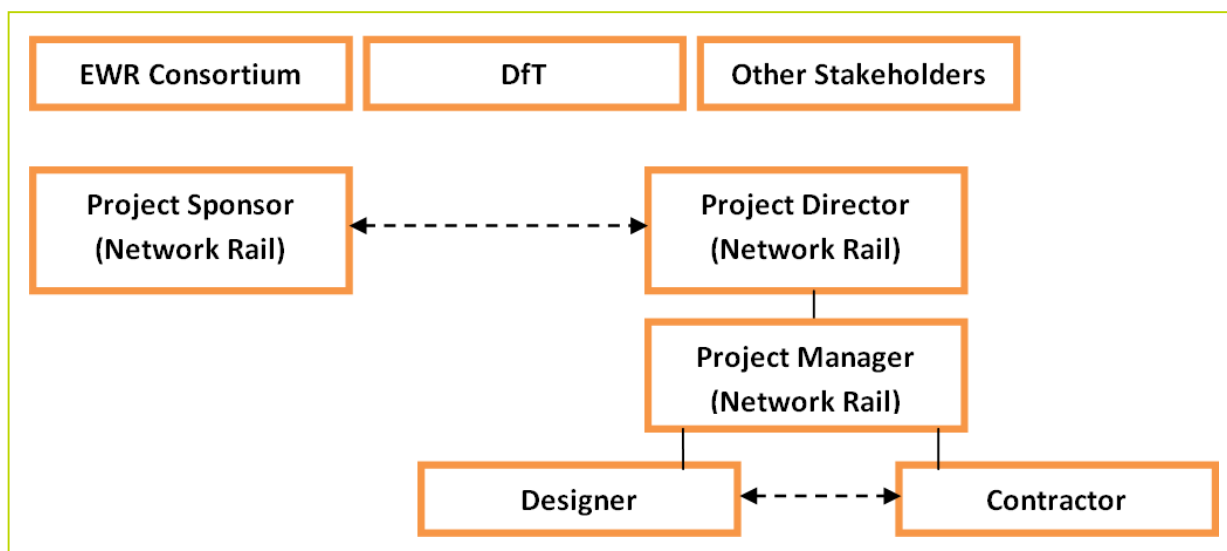 EWR Consortium
DfT
Other Stakeholders
Project Sponsor
(Network Rail)
Project Director
(Network Rail)
Project Manager
(Network Rail)
Designer
Contractor